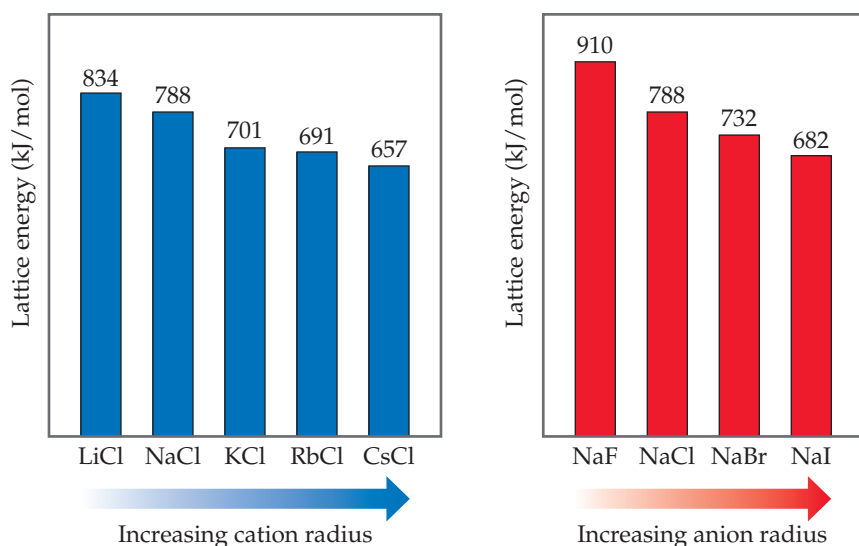 Lattice energy (kJ/mol)
834
788
701
691
657
LiCl NaCl KCl RbCl CsCl
Increasing cation radius
Lattice energy (kJ/mol)
910
788
732
682
NaF NaCl NaBr NaI
Increasing anion radius